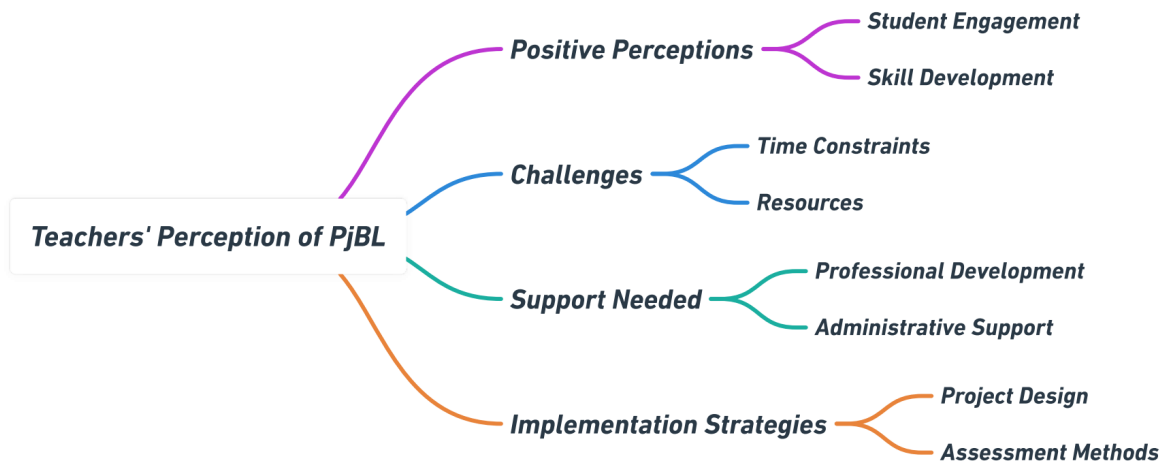 Teachers' Perception of PjBL
Positive Perceptions
Student Engagement
Skill Development
Challenges
Time Constraints
Resources
Support Needed
Professional Development
Administrative Support
Implementation Strategies
Project Design
Assessment Methods